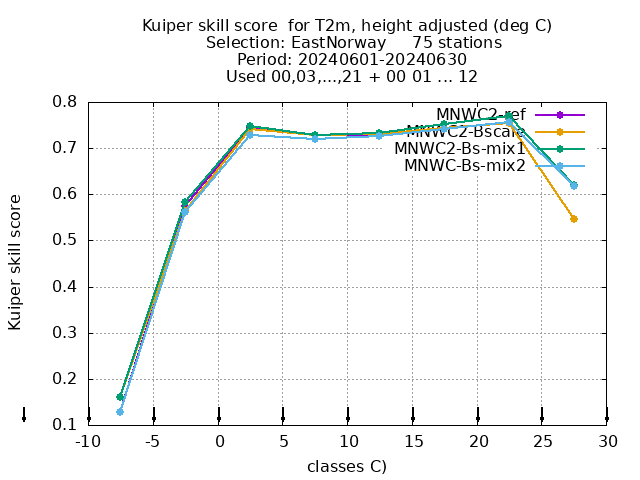 Kuiper skill score  for T2m, height adjusted (deg C)
Selection: EastNorway     75 stations
Period: 20240601-20240630
Used 00,03,...,21 + 00 01 ... 12
0.8
0.7
0.6
0.5
0.4
0.3
0.2
0.1
-10
-5
0
5
10
15
20
25
30
Kuiper skill score
classes C)
MNWC2-ref
MNWC2-Bscale
MNWC2-Bs-mix1
MNWC-Bs-mix2